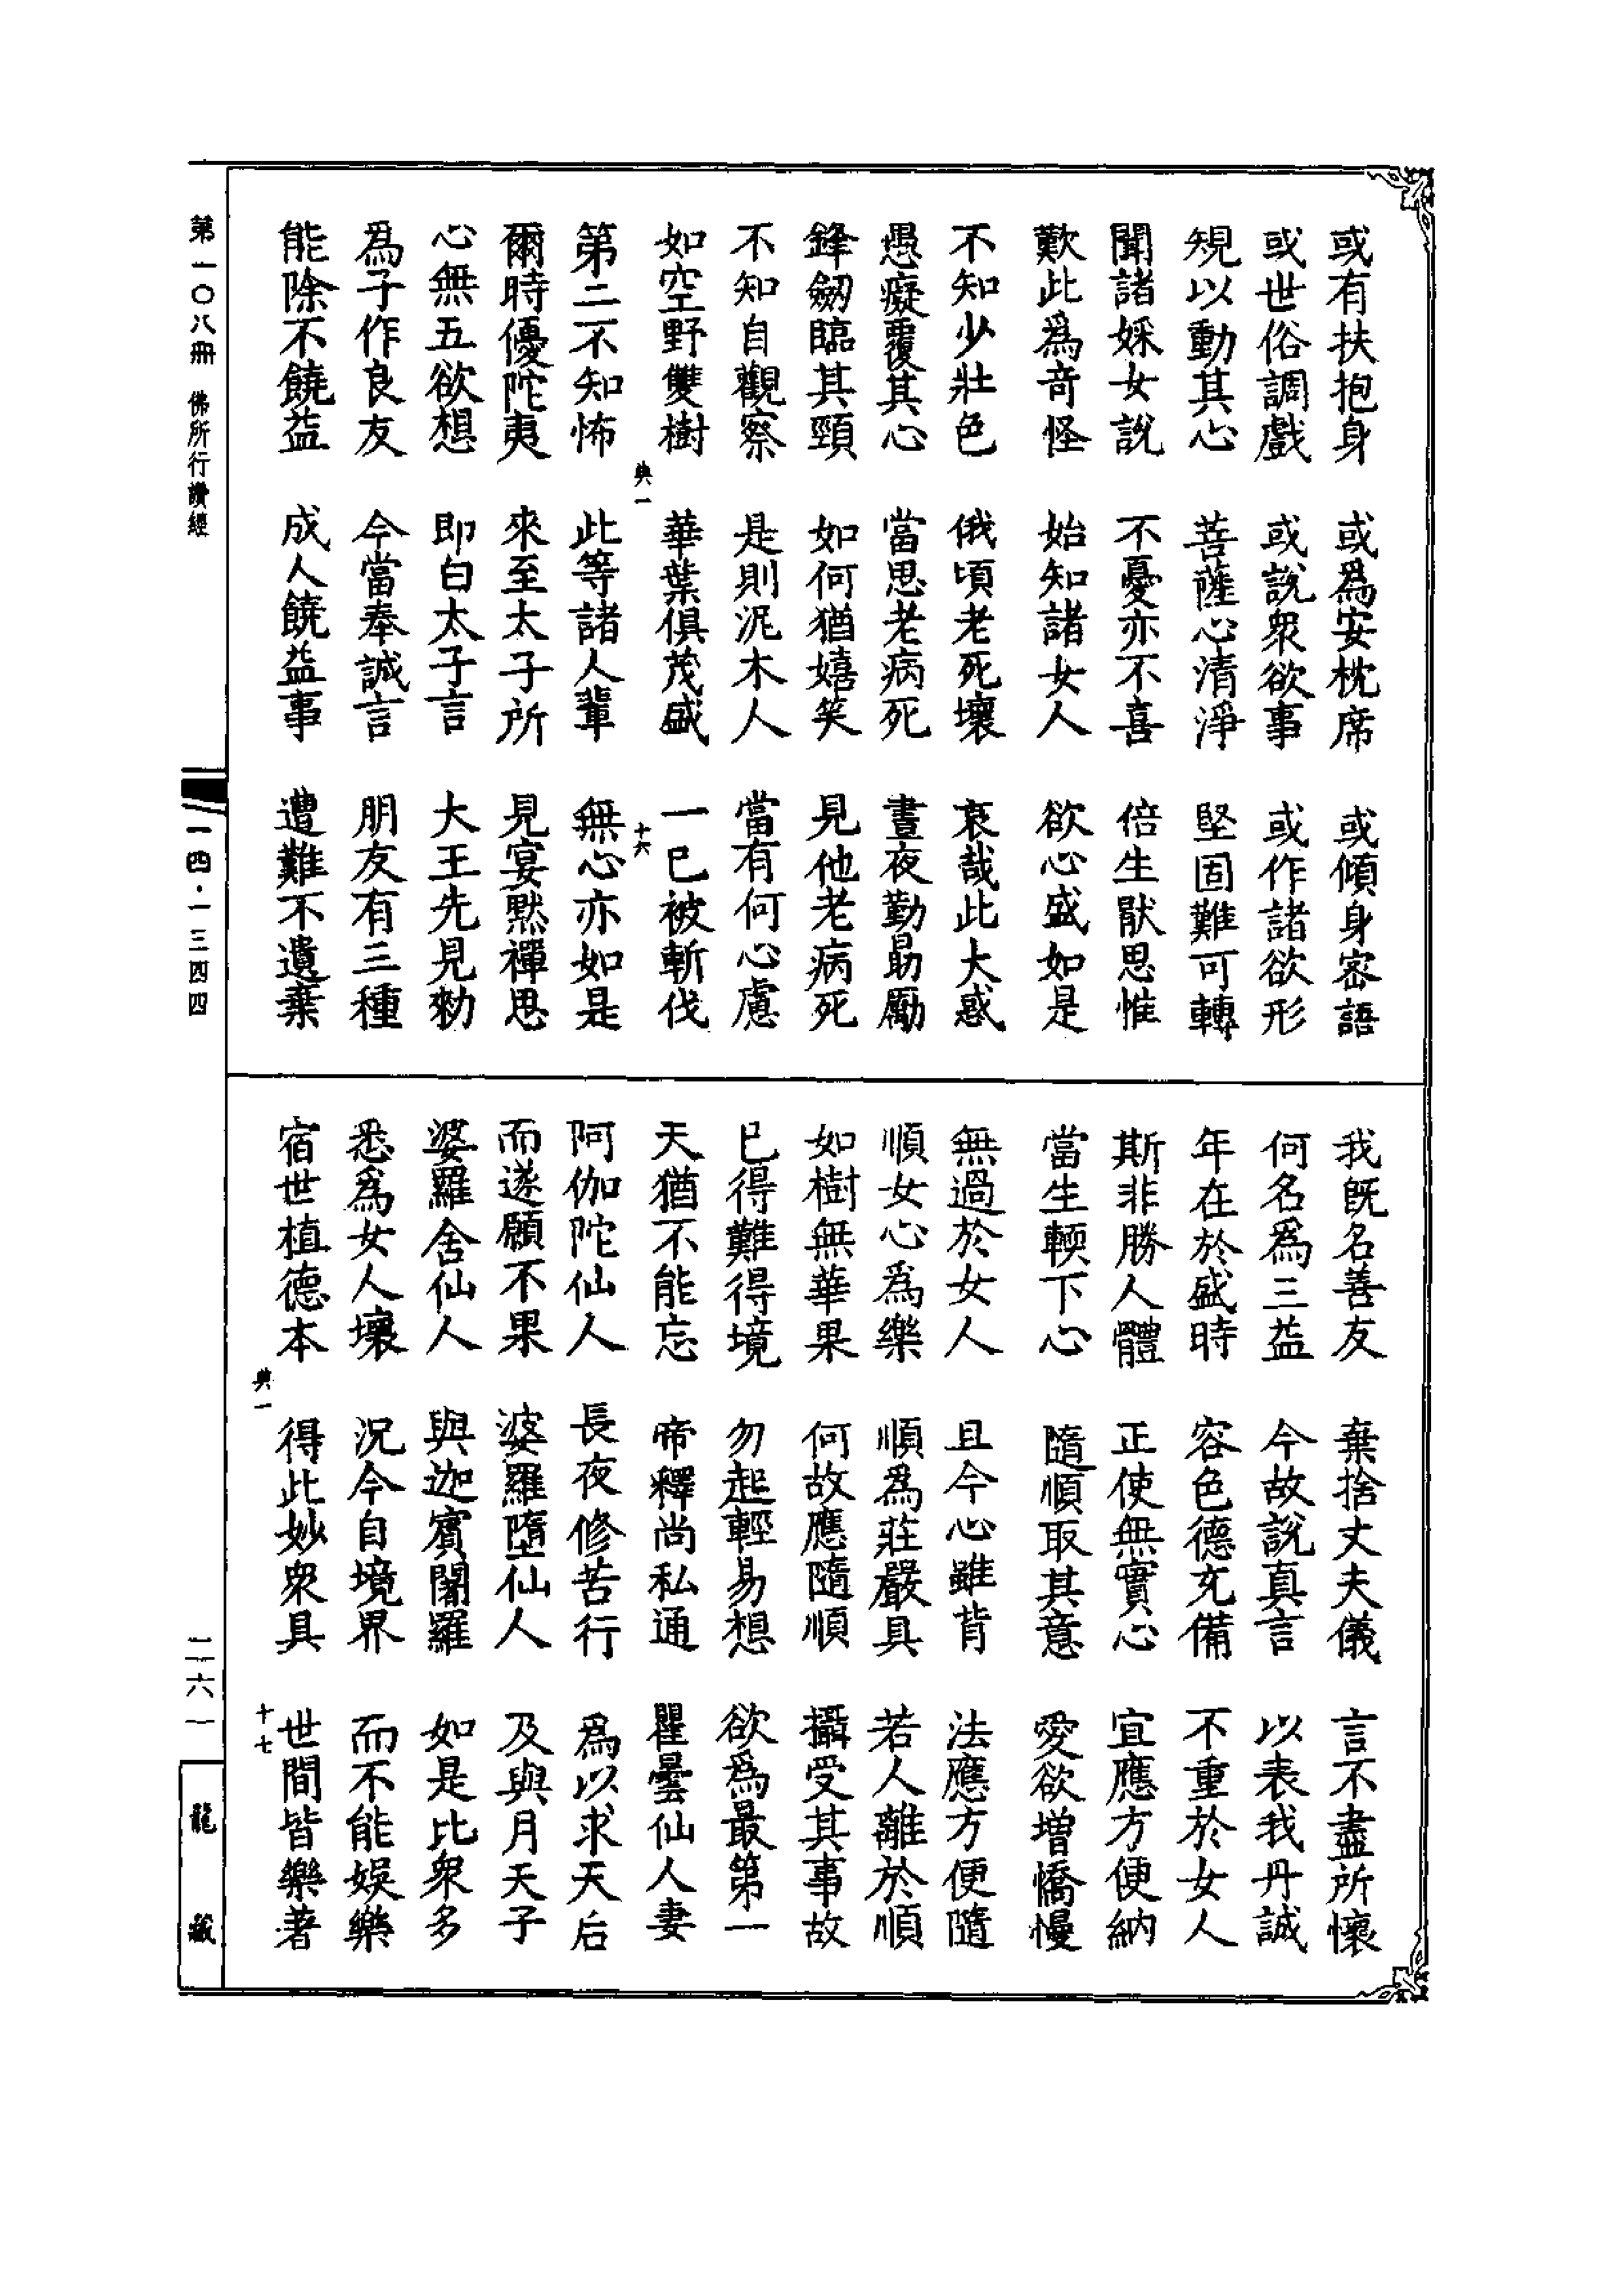 或有扶抱身　或爲安枕席　或傾身密語
或世俗調戲　或說衆欲事　或作諸欲形
規以動其心　菩薩心清淨　堅固難可轉
聞諸婇女說　不憂亦不喜　倍生厭思惟
歎此爲奇怪　始知諸女人　欲心盛如是
不知少壯色　俄頃老死壞　哀哉此大惑
愚癡覆其心　當思老病死　晝夜勤勗勵
鋒劒臨其頸　如何猶嬉笑　見他老病死
不知自觀察　是則泥木人　當有何心慮
如空野雙樹　華葉俱茂盛　一已被斬伐
典一　十六
第二不知怖　此等諸人輩　無心亦如是
爾時優陀夷　來至太子所　見宴默禪思
心無五欲想　即白太子言　大王先見勑
爲子作良友　今當奉誠言　朋友有三種
能除不饒益　成人饒益事　遭難不遺棄
我旣名善友　棄捨丈夫儀　言不盡所懷
何名爲三益　今故說真言　以表我丹誠
年在於盛時　容色德充備　不重於女人
斯非勝人體　正使無實心　宜應方便納
當生輭下心　隨順取其意　愛欲增憍慢
無過於女人　且今心雖背　法應方便隨
順女心爲樂　順爲莊嚴具　若人離於順
如樹無華果　何故應隨順　攝受其事故
已得難得境　勿起輕易想　欲爲最第一
天猶不能忘　帝釋尚私通　瞿曇仙人妻
阿伽陀仙人　長夜修苦行　爲以求天后
而遂願不果　婆羅墮仙人　及與月天子
婆羅舍仙人　與迦賓闍羅　如是比衆多
悉爲女人壞　況今自境界　而不能娛樂
宿世植德本　得此妙衆具　世間皆樂著
典一　十七
第一〇八冊　佛所行讚經
一四·一三四四
二六一
龍藏